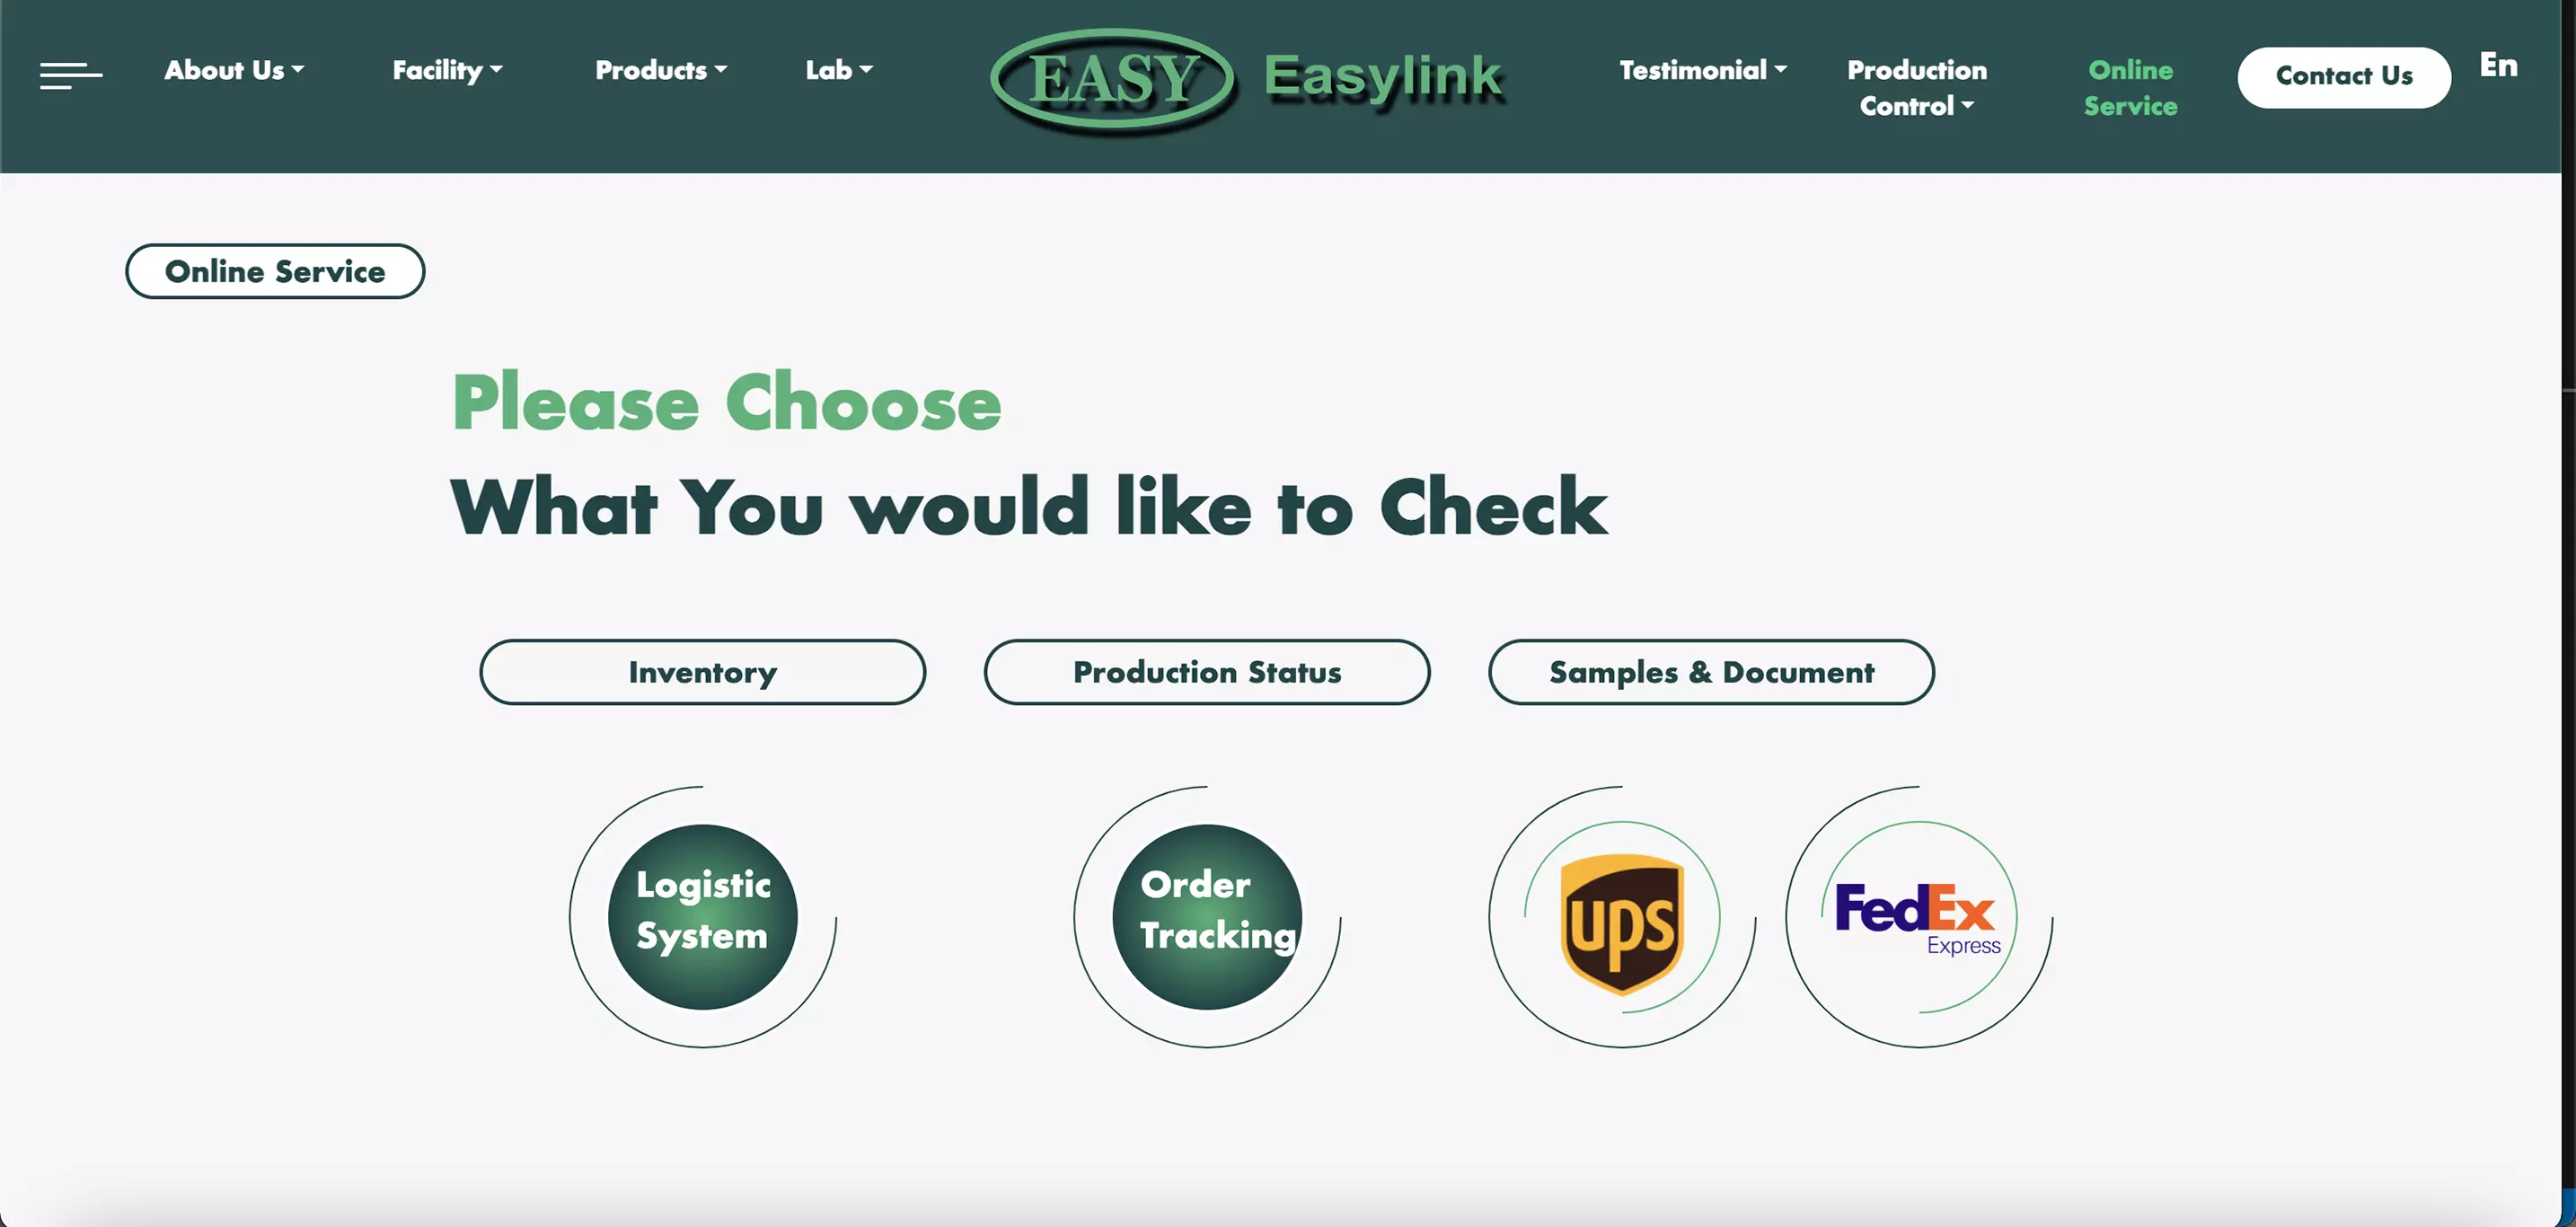 About Us
Facility
Products
Lab
EASY Easylink
Testimonial
Production
Control
Online
Service
Contact Us
En
Online Service
Please Choose
What You would like to Check
Inventory
Production Status
Samples & Document
Logistic
System
Order
Tracking
ups
FedEx
Express